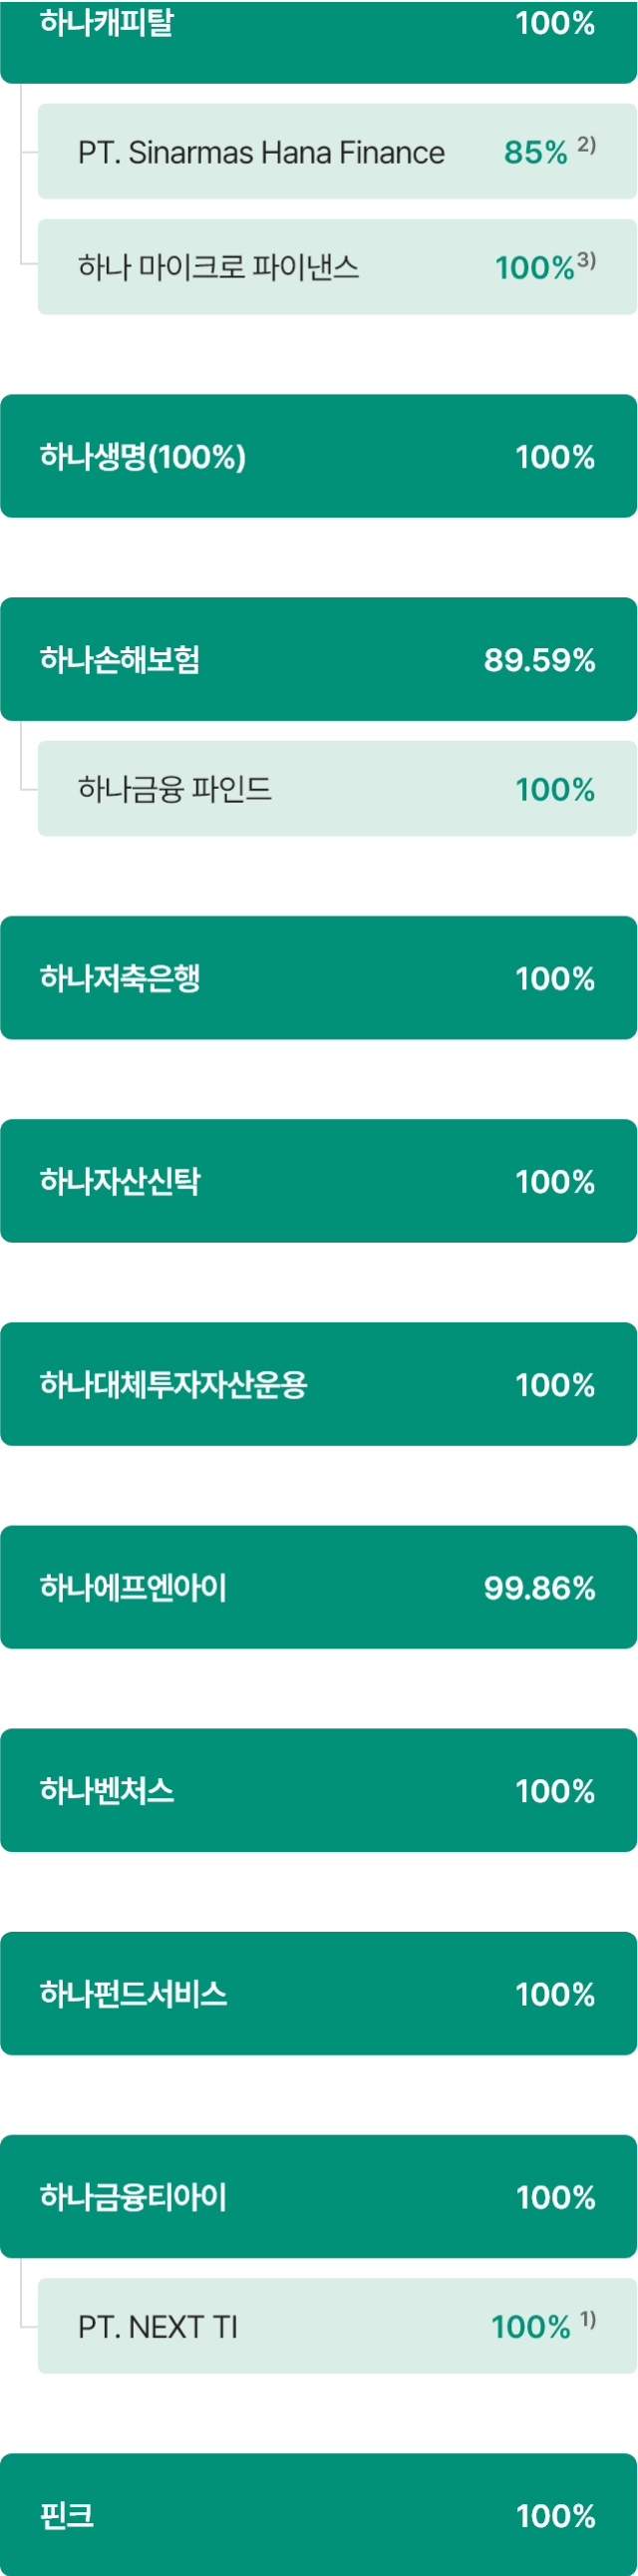 하나캐피탈 100%
PT. Sinarmas Hana Finance 85% 2)
하나 마이크로 파이낸스 100%3)
하나생명(100%) 100%
하나손해보험 89.59%
하나금융 파인드 100%
하나저축은행 100%
하나자산신탁 100%
하나대체투자자산운용 100%
하나에프엔아이 99.86%
하나벤처스 100%
하나펀드서비스 100%
하나금융티아이 100%
PT. NEXT TI 100% 1)
핀크 100%